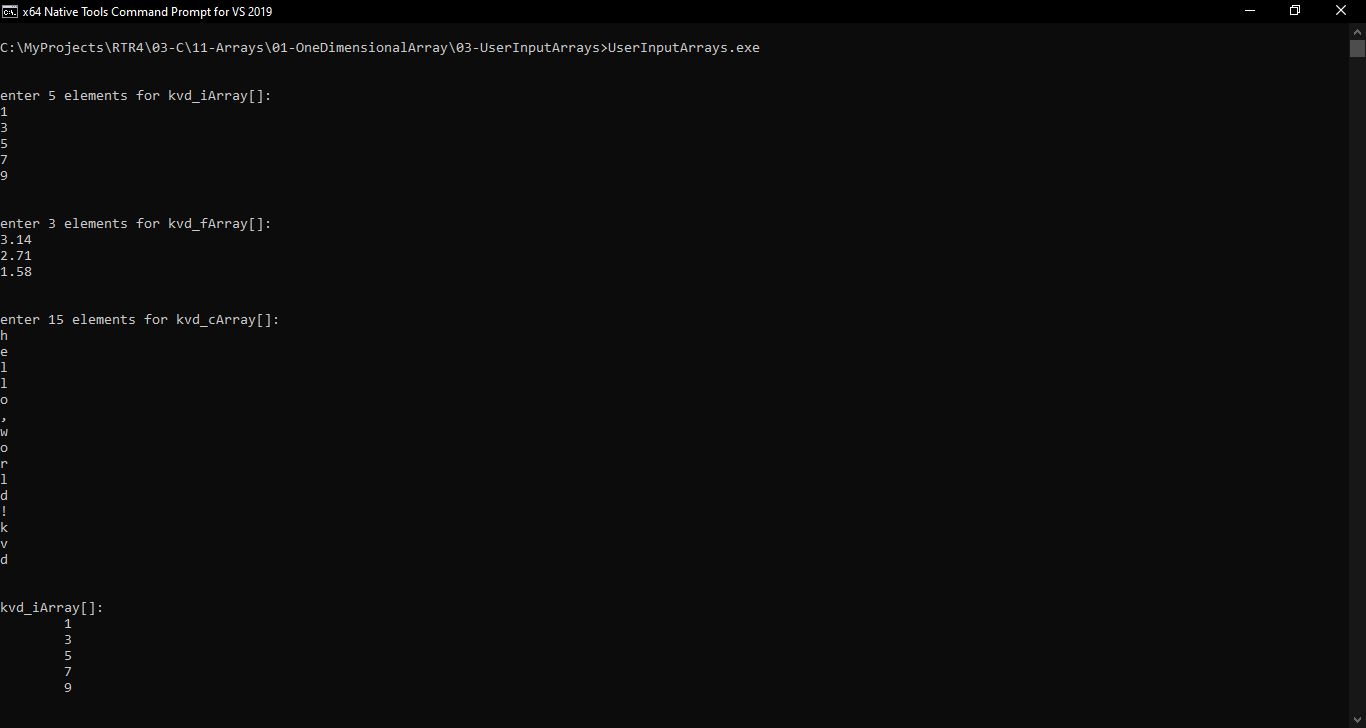 x64 Native Tools Command Prompt for VS 2019
C:\MyProjects\RTR4\03-C\11-Arrays\01-OneDimensionalArray\03-UserInputArrays>UserInputArrays.exe
enter 5 elements for kvd_iArray[]:
1
3
5
7
9
enter 3 elements for kvd_fArray[]:
3.14
2.71
1.58
enter 15 elements for kvd_cArray[]:
h
e
l
l
o
,
w
o
r
l
d
!
k
v
d
kvd_iArray[]:
1
3
5
7
9